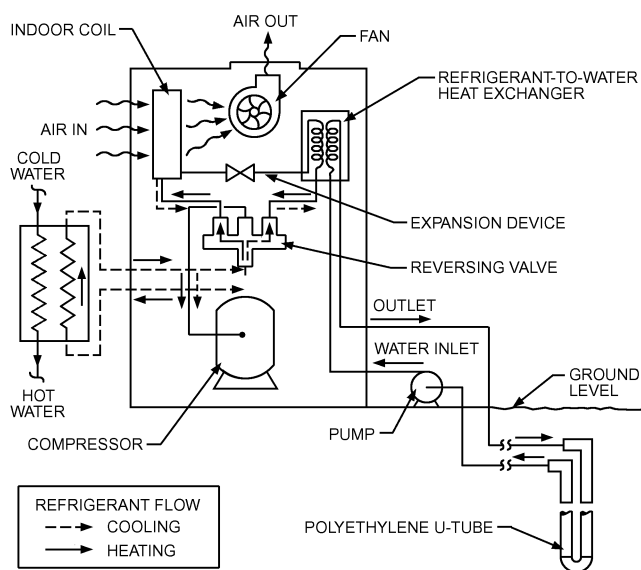 AIR OUT
INDOOR COIL
FAN
REFRIGERANT-TO-WATER
HEAT EXCHANGER
AIR IN
COLD
WATER
EXPANSION DEVICE
REVERSING VALVE
OUTLET
WATER INLET
HOT
WATER
GROUND
LEVEL
COMPRESSOR
PUMP
REFRIGERANT FLOW
COOLING
HEATING
POLYETHYLENE U-TUBE